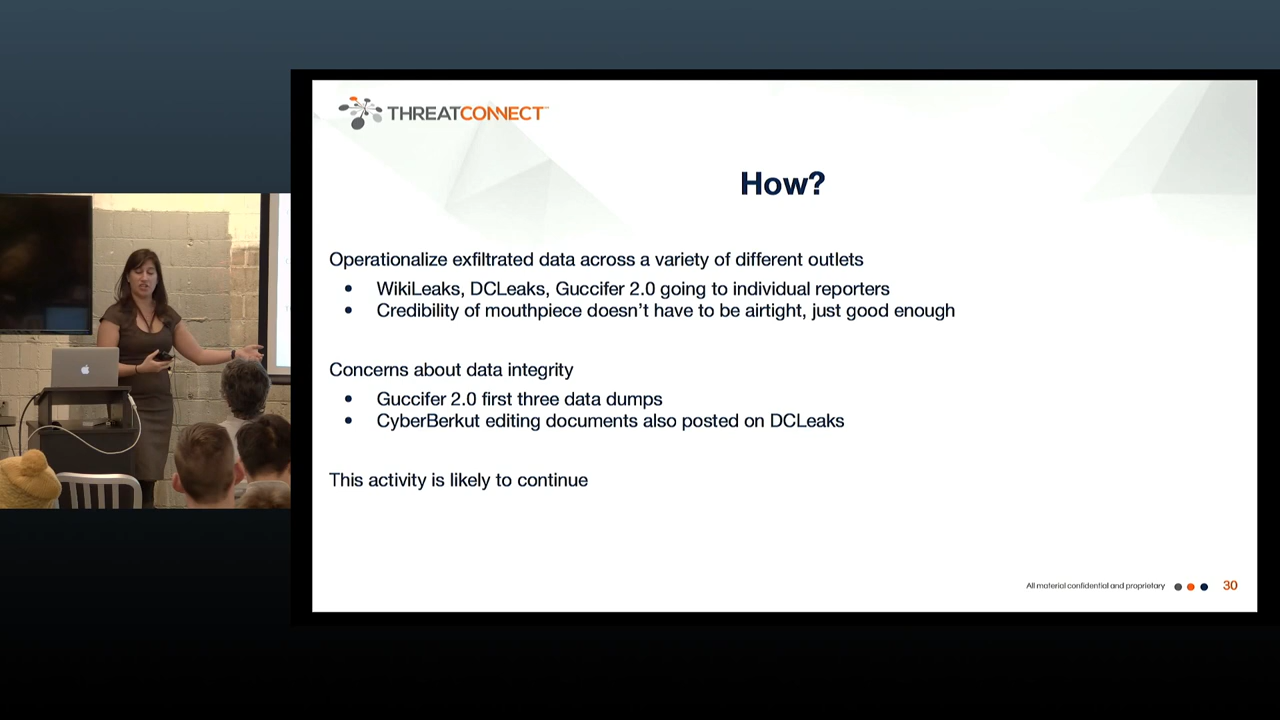 THREATCONNECT™
How?
Operationalize exfiltrated data across a variety of different outlets
• WikiLeaks, DCLeaks, Guccifer 2.0 going to individual reporters
• Credibility of mouthpiece doesn’t have to be airtight, just good enough
Concerns about data integrity
• Guccifer 2.0 first three data dumps
• CyberBerkut editing documents also posted on DCLeaks
This activity is likely to continue
All material confidential and proprietary
30